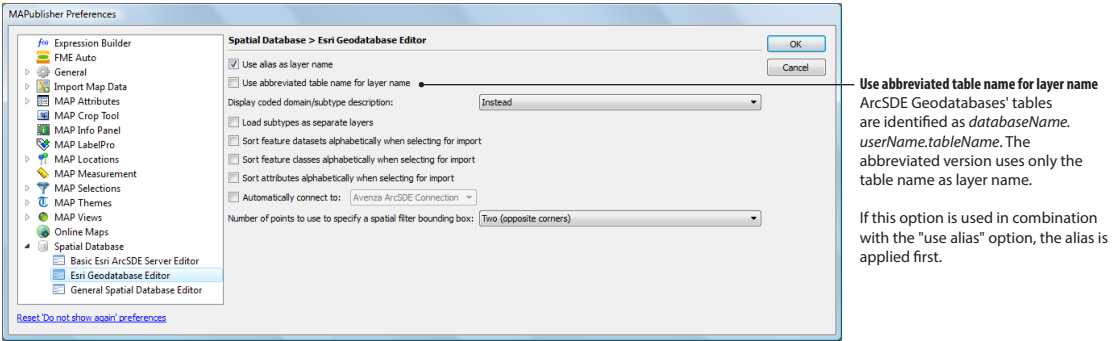 MAPublisher Preferences
Expression Builder
FME Auto
General
Import Map Data
MAP Attributes
MAP Crop Tool
MAP Info Panel
MAP LabelPro
MAP Locations
MAP Measurement
MAP Selections
MAP Themes
MAP Views
Online Maps
Spatial Database
Basic Esri ArcSDE Server Editor
Esri Geodatabase Editor
General Spatial Database Editor
Reset 'Do not show again' preferences
Spatial Database > Esri Geodatabase Editor
Use alias as layer name
Use abbreviated table name for layer name
Display coded domain/subtype description: Instead
Load subtypes as separate layers
Sort feature datasets alphabetically when selecting for import
Sort feature classes alphabetically when selecting for import
Sort attributes alphabetically when selecting for import
Automatically connect to: Avenza ArcSDE Connection
Number of points to use to specify a spatial filter bounding box: Two (opposite corners)
OK
Cancel
Use abbreviated table name for layer name
ArcSDE Geodatabases' tables
are identified as databaseName.
userName.tableName. The
abbreviated version uses only the
table name as layer name.
If this option is used in combination
with the "use alias" option, the alias is
applied first.